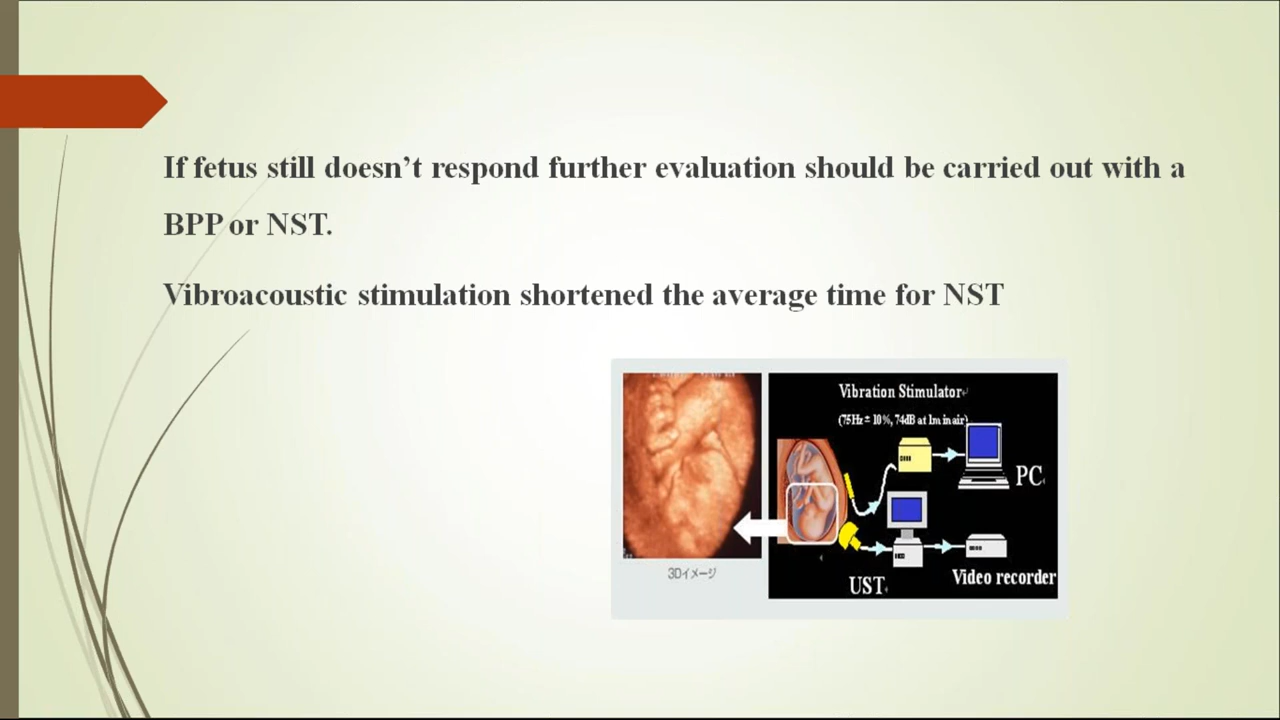 If fetus still doesn’t respond further evaluation should be carried out with a
BPP or NST.
Vibroacoustic stimulation shortened the average time for NST
Vibration Stimulator
(75Hz ± 10%, 74dB at 1m in air)
PC
UST
Video recorder
3Dイメージ